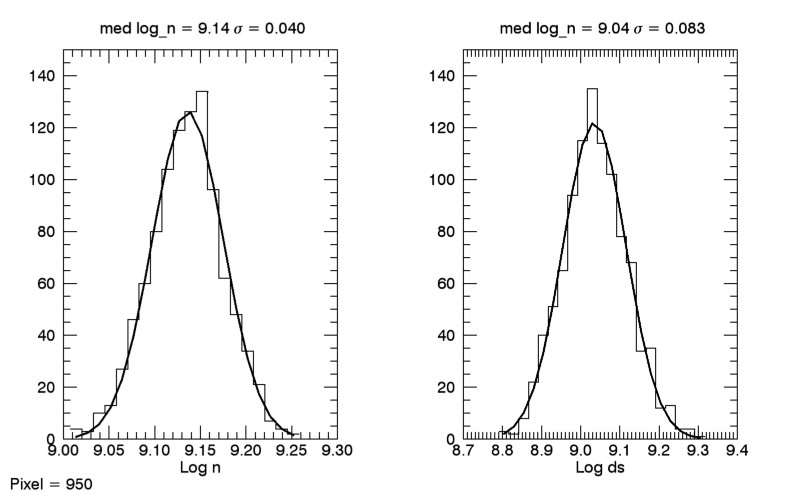 med log_n = 9.14 σ = 0.040
140
120
100
80
60
40
20
0
9.00 9.05 9.10 9.15 9.20 9.25 9.30
Log n
med log_n = 9.04 σ = 0.083
140
120
100
80
60
40
20
0
8.7 8.8 8.9 9.0 9.1 9.2 9.3 9.4
Log ds
Pixel = 950